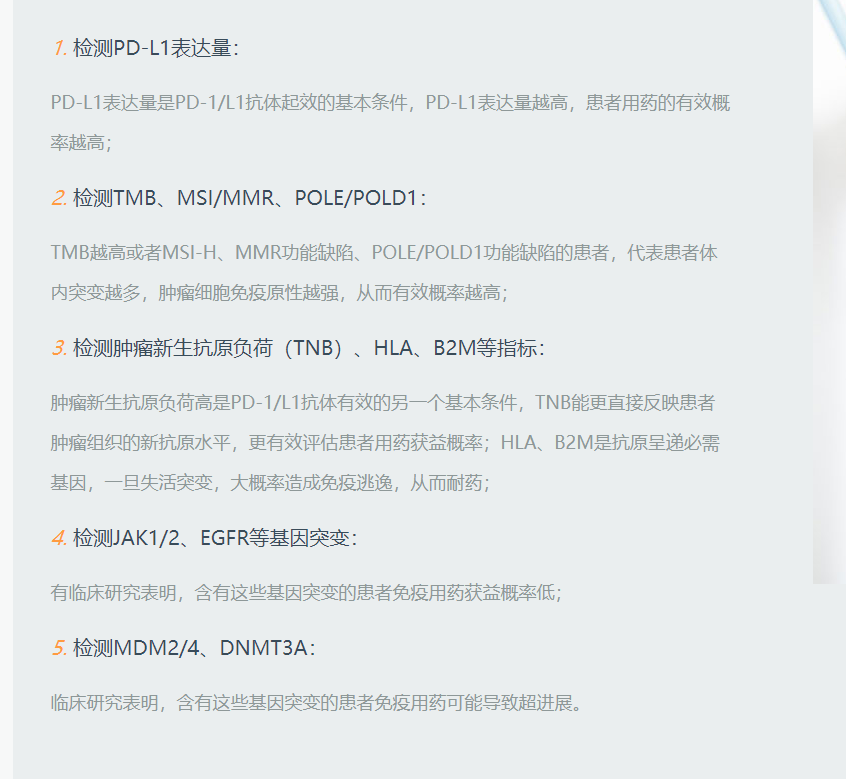 1. 检测PD-L1表达量：
PD-L1表达量是PD-1/L1抗体起效的基本条件，PD-L1表达量越高，患者用药的有效概
率越高；
2. 检测TMB、MSI/MMR、POLE/POLD1：
TMB越高或者MSI-H、MMR功能缺陷、POLE/POLD1功能缺陷的患者，代表患者体
内突变越多，肿瘤细胞免疫原性越强，从而有效概率越高；
3. 检测肿瘤新生抗原负荷（TNB）、HLA、B2M等指标：
肿瘤新生抗原负荷高是PD-1/L1抗体有效的另一个基本条件，TNB能更直接反映患者
肿瘤组织的新抗原水平，更有效评估患者用药获益概率；HLA、B2M是抗原呈递必需
基因，一旦失活突变，大概率造成免疫逃逸，从而耐药；
4. 检测JAK1/2、EGFR等基因突变：
有临床研究表明，含有这些基因突变的患者免疫用药获益概率低；
5. 检测MDM2/4、DNMT3A：
临床研究表明，含有这些基因突变的患者免疫用药可能导致超进展。